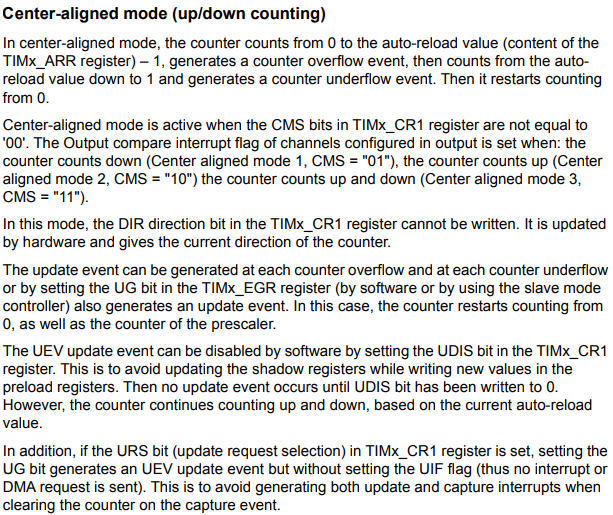 Center-aligned mode (up/down counting)
In center-aligned mode, the counter counts from 0 to the auto-reload value (content of the
TIMx_ARR register) – 1, generates a counter overflow event, then counts from the auto-
reload value down to 1 and generates a counter underflow event. Then it restarts counting
from 0.
Center-aligned mode is active when the CMS bits in TIMx_CR1 register are not equal to
'00'. The Output compare interrupt flag of channels configured in output is set when: the
counter counts down (Center aligned mode 1, CMS = "01"), the counter counts up (Center
aligned mode 2, CMS = "10") the counter counts up and down (Center aligned mode 3,
CMS = "11").
In this mode, the DIR direction bit in the TIMx_CR1 register cannot be written. It is updated
by hardware and gives the current direction of the counter.
The update event can be generated at each counter overflow and at each counter underflow
or by setting the UG bit in the TIMx_EGR register (by software or by using the slave mode
controller) also generates an update event. In this case, the counter restarts counting from
0, as well as the counter of the prescaler.
The UEV update event can be disabled by software by setting the UDIS bit in the TIMx_CR1
register. This is to avoid updating the shadow registers while writing new values in the
preload registers. Then no update event occurs until UDIS bit has been written to 0.
However, the counter continues counting up and down, based on the current auto-reload
value.
In addition, if the URS bit (update request selection) in TIMx_CR1 register is set, setting the
UG bit generates an UEV update event but without setting the UIF flag (thus no interrupt or
DMA request is sent). This is to avoid generating both update and capture interrupts when
clearing the counter on the capture event.